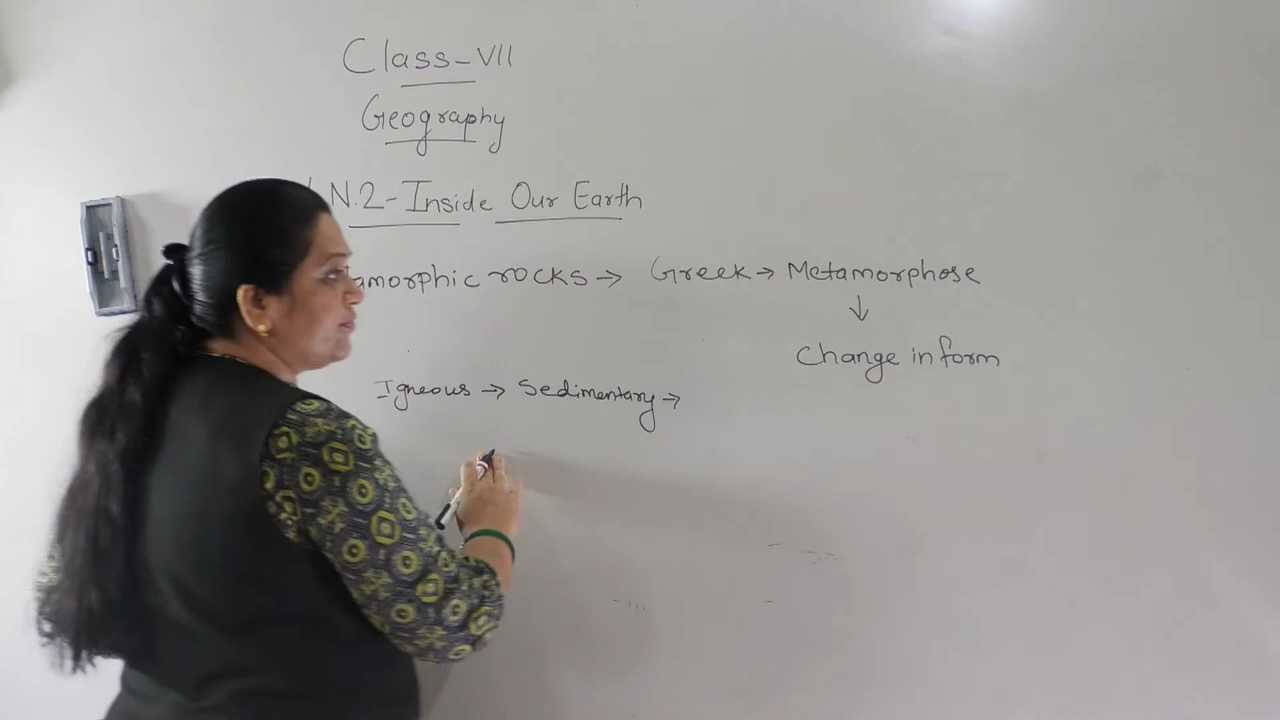 Class-VII
Geography
N.2-Inside Our Earth
amorphic rocks → Greek → Metamorphose
↓
Change in form
Igneous → Sedimentary →